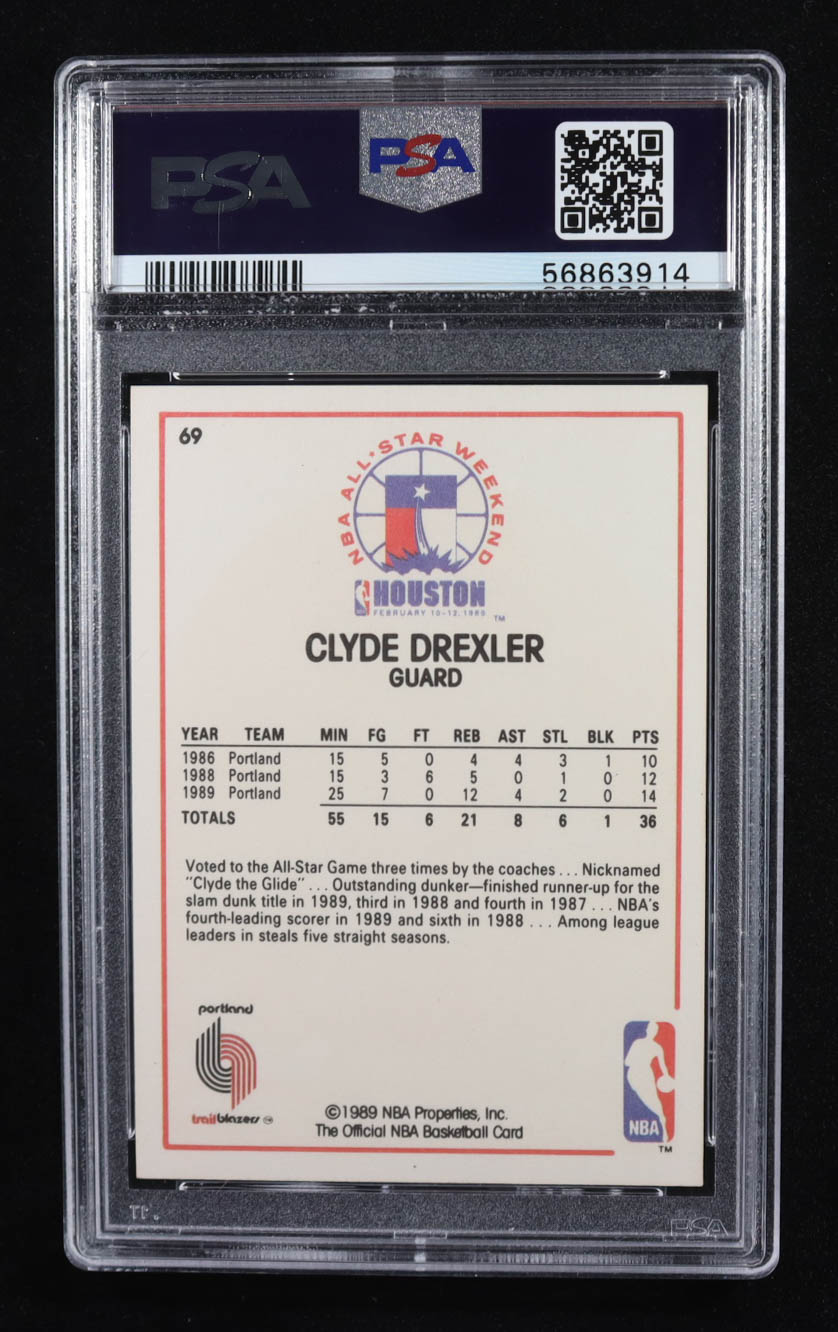 PSA
PSA
56863914
69
NBA ALL·STAR WEEKEND
HOUSTON
FEBRUARY 10-12, 1989 TM
CLYDE DREXLER
GUARD
YEAR TEAM MIN FG FT REB AST STL BLK PTS
1986 Portland 15 5 0 4 4 3 1 10
1988 Portland 15 3 6 5 0 1 0 12
1989 Portland 25 7 0 12 4 2 0 14
TOTALS 55 15 6 21 8 6 1 36
Voted to the All-Star Game three times by the coaches . . . Nicknamed
"Clyde the Glide" . . . Outstanding dunker—finished runner-up for the
slam dunk title in 1989, third in 1988 and fourth in 1987 . . . NBA's
fourth-leading scorer in 1989 and sixth in 1988 . . . Among league
leaders in steals five straight seasons.
portland
trailblazers
©1989 NBA Properties, Inc.
The Official NBA Basketball Card
NBA
TM
PSA